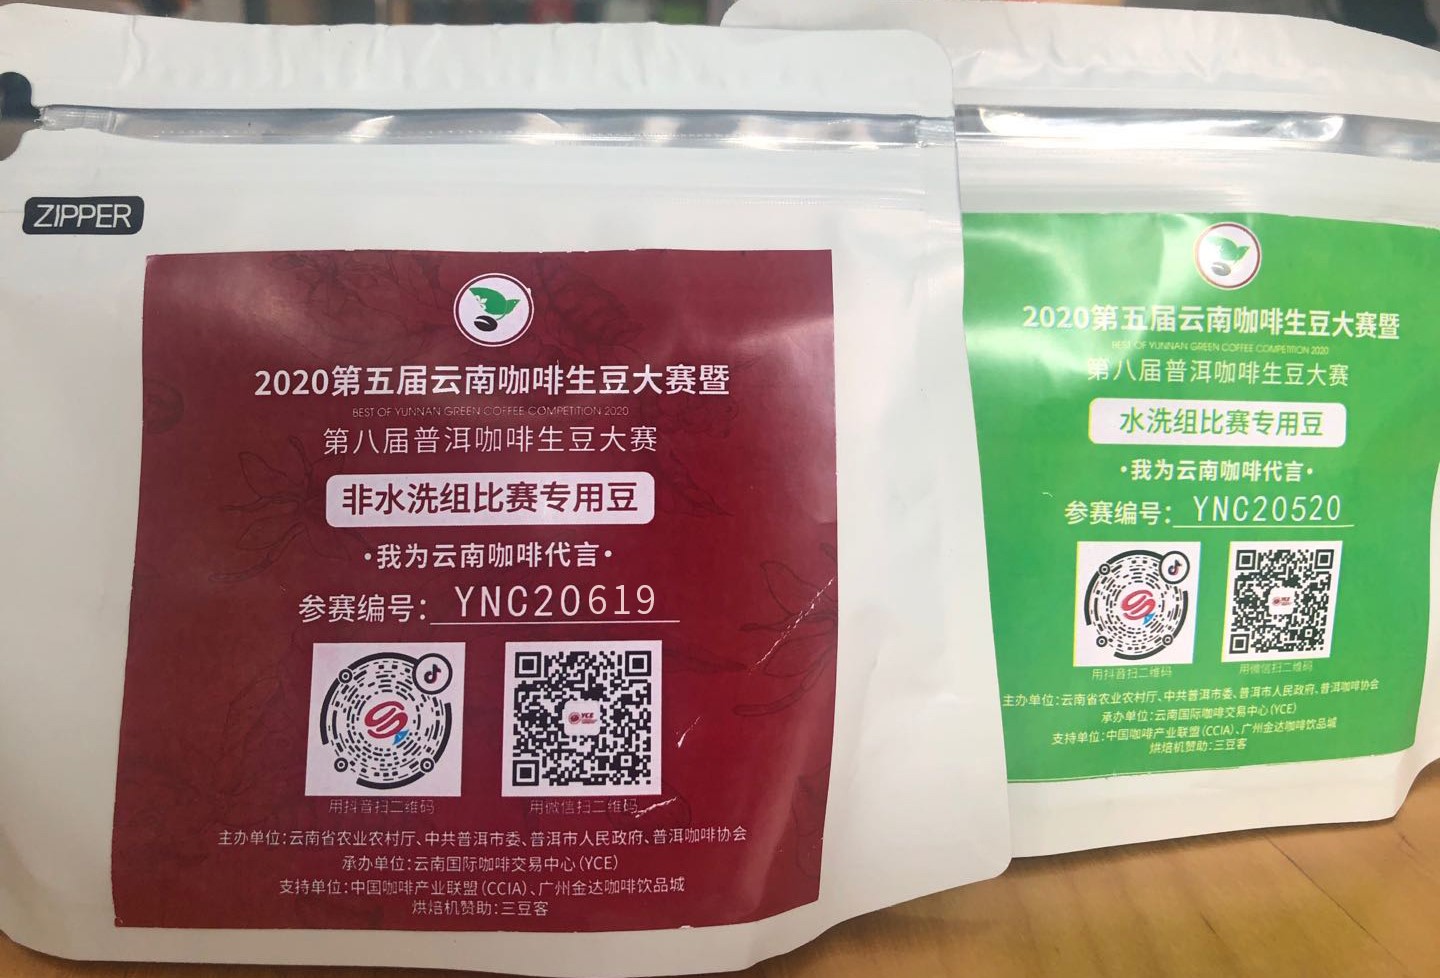 ZIPPER
2020第五届云南咖啡生豆大赛暨
BEST OF YUNNAN GREEN COFFEE COMPETITION 2020
第八届普洱咖啡生豆大赛
非水洗组比赛专用豆
·我为云南咖啡代言·
参赛编号：YNC20619
用抖音扫二维码
用微信扫二维码
主办单位：云南省农业农村厅、中共普洱市委、普洱市人民政府、普洱咖啡协会
承办单位：云南国际咖啡交易中心（YCE）
支持单位：中国咖啡产业联盟（CCIA）、广州金达咖啡饮品城
烘焙机赞助：三豆客
2020第五届云南咖啡生豆大赛暨
BEST OF YUNNAN GREEN COFFEE COMPETITION 2020
第八届普洱咖啡生豆大赛
水洗组比赛专用豆
·我为云南咖啡代言·
参赛编号：YNC20520
用抖音扫二维码
用微信扫二维码
主办单位：云南省农业农村厅、中共普洱市委、普洱市人民政府、普洱咖啡协会
承办单位：云南国际咖啡交易中心（YCE）
支持单位：中国咖啡产业联盟（CCIA）、广州金达咖啡饮品城
烘焙机赞助：三豆客